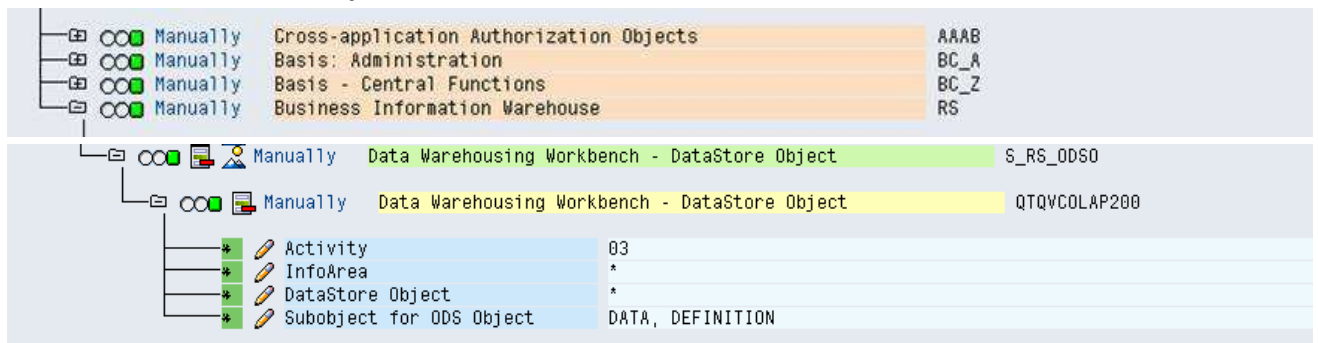 Manually Cross-application Authorization Objects AAAB
Manually Basis: Administration BC_A
Manually Basis - Central Functions BC_Z
Manually Business Information Warehouse RS
Manually Data Warehousing Workbench - DataStore Object S_RS_ODSO
Manually Data Warehousing Workbench - DataStore Object QTQVCOLAP200
* Activity 03
* InfoArea *
* DataStore Object *
* Subobject for ODS Object DATA, DEFINITION